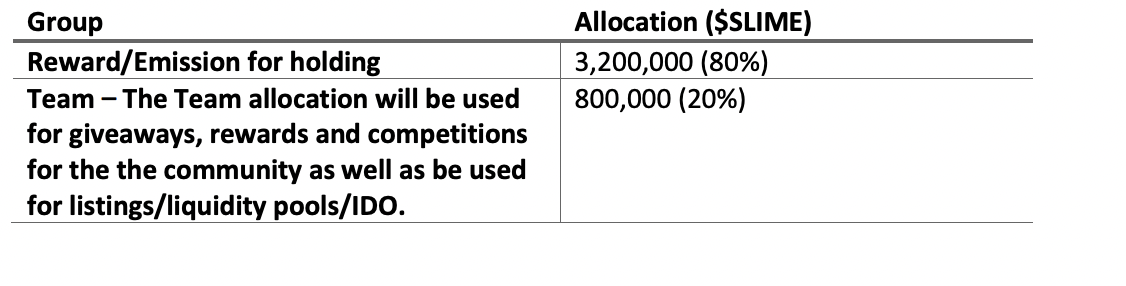 Group Allocation ($SLIME)
Reward/Emission for holding 3,200,000 (80%)
Team – The Team allocation will be used 800,000 (20%)
for giveaways, rewards and competitions
for the the community as well as be used
for listings/liquidity pools/IDO.